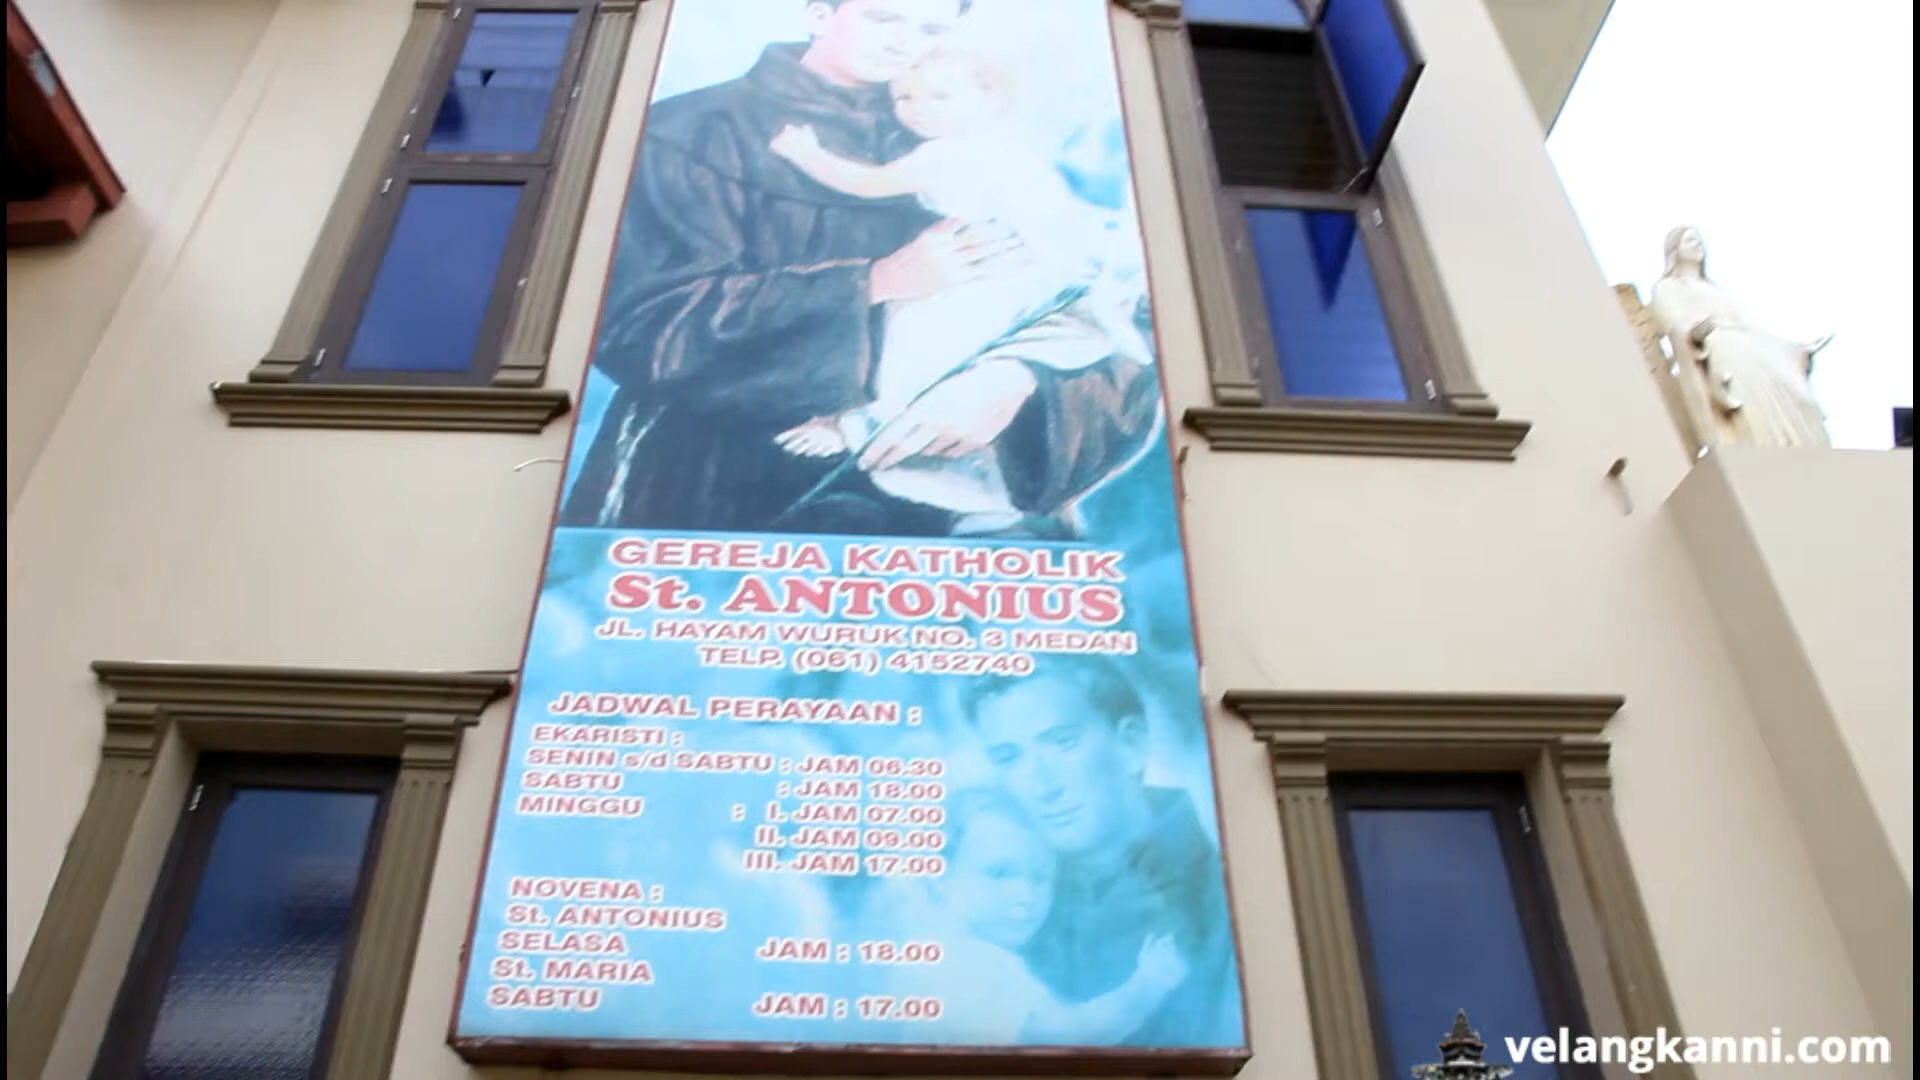 GEREJA KATHOLIK
St. ANTONIUS
JL. HAYAM WURUK NO. 3 MEDAN
TELP. (061) 4152740
JADWAL PERAYAAN :
EKARISTI :
SENIN s/d SABTU : JAM 06.30
SABTU : JAM 18.00
MINGGU : I. JAM 07.00
II. JAM 09.00
III. JAM 17.00
NOVENA :
St. ANTONIUS
SELASA JAM : 18.00
St. MARIA
SABTU JAM : 17.00
velangkanni.com